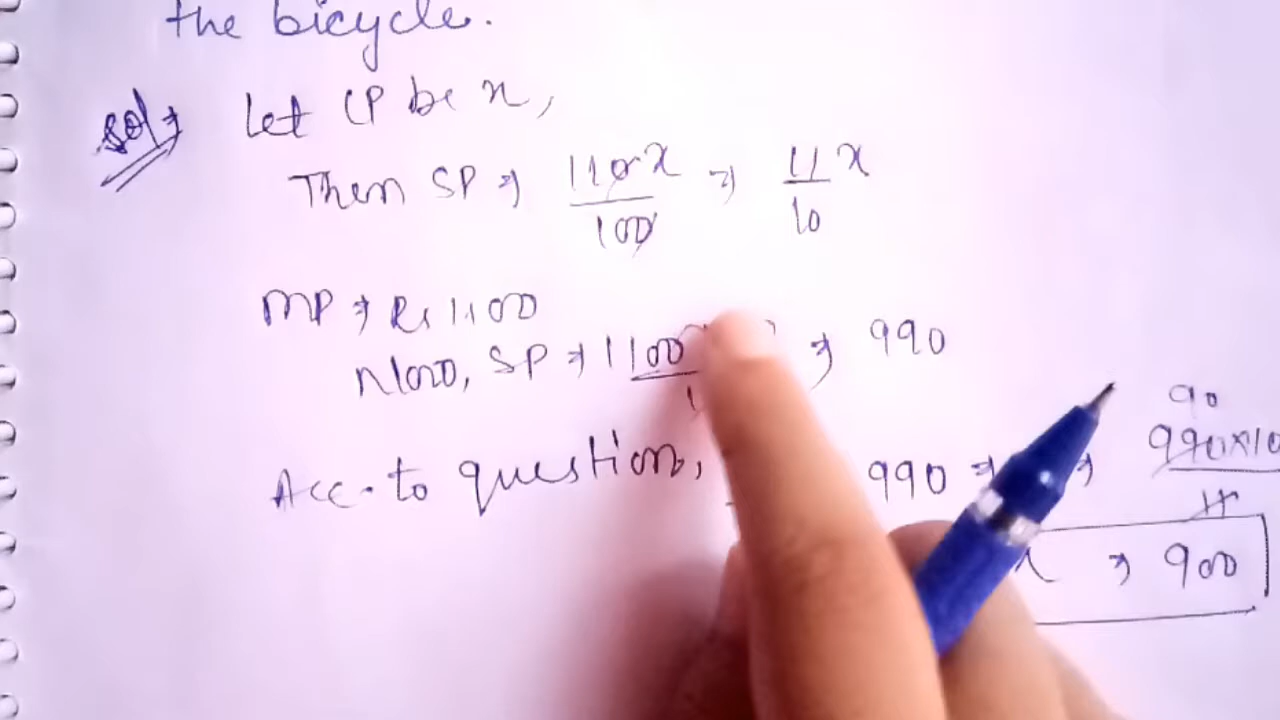 the bicycle.
Sol⇒ Let CP be x,
Then SP ⇒ 110x/100 ⇒ 11/10 x
MP ⇒ Rs 1100
Now, SP ⇒ 1100 ⇒ 990
Acc. to question, 990 ⇒ ⇒ 990×10/11 90
x ⇒ 900